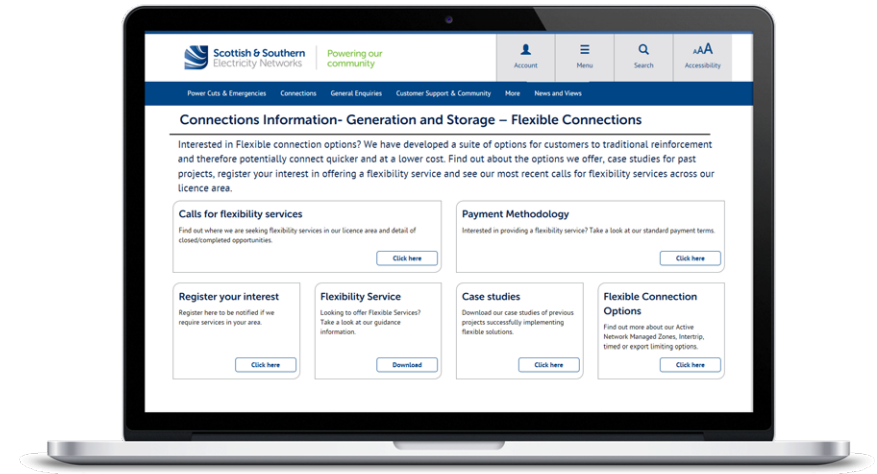 Scottish & Southern
Electricity Networks
Powering our
community
Account
Menu
Search
AAA
Accessibility
Power Cuts & Emergencies Connections General Enquiries Customer Support & Community More News and Views
Connections Information- Generation and Storage – Flexible Connections
Interested in Flexible connection options? We have developed a suite of options for customers to traditional reinforcement
and therefore potentially connect quicker and at a lower cost. Find out about the options we offer, case studies for past
projects, register your interest in offering a flexibility service and see our most recent calls for flexibility services across our
licence area.
Calls for flexibility services
Find out where we are seeking flexibility services in our licence area and detail of
closed/completed opportunities.
Click here
Payment Methodology
Interested in providing a flexibility service? Take a look at our standard payment terms.
Click here
Register your interest
Register here to be notified if we
require services in your area.
Click here
Flexibility Service
Looking to offer Flexible Services?
Take a look at our guidance
information.
Download
Case studies
Download our case studies of previous
projects successfully implementing
flexible solutions.
Click here
Flexible Connection
Options
Find out more about our Active
Network Managed Zones, Intertrip,
timed or export limiting options.
Click here